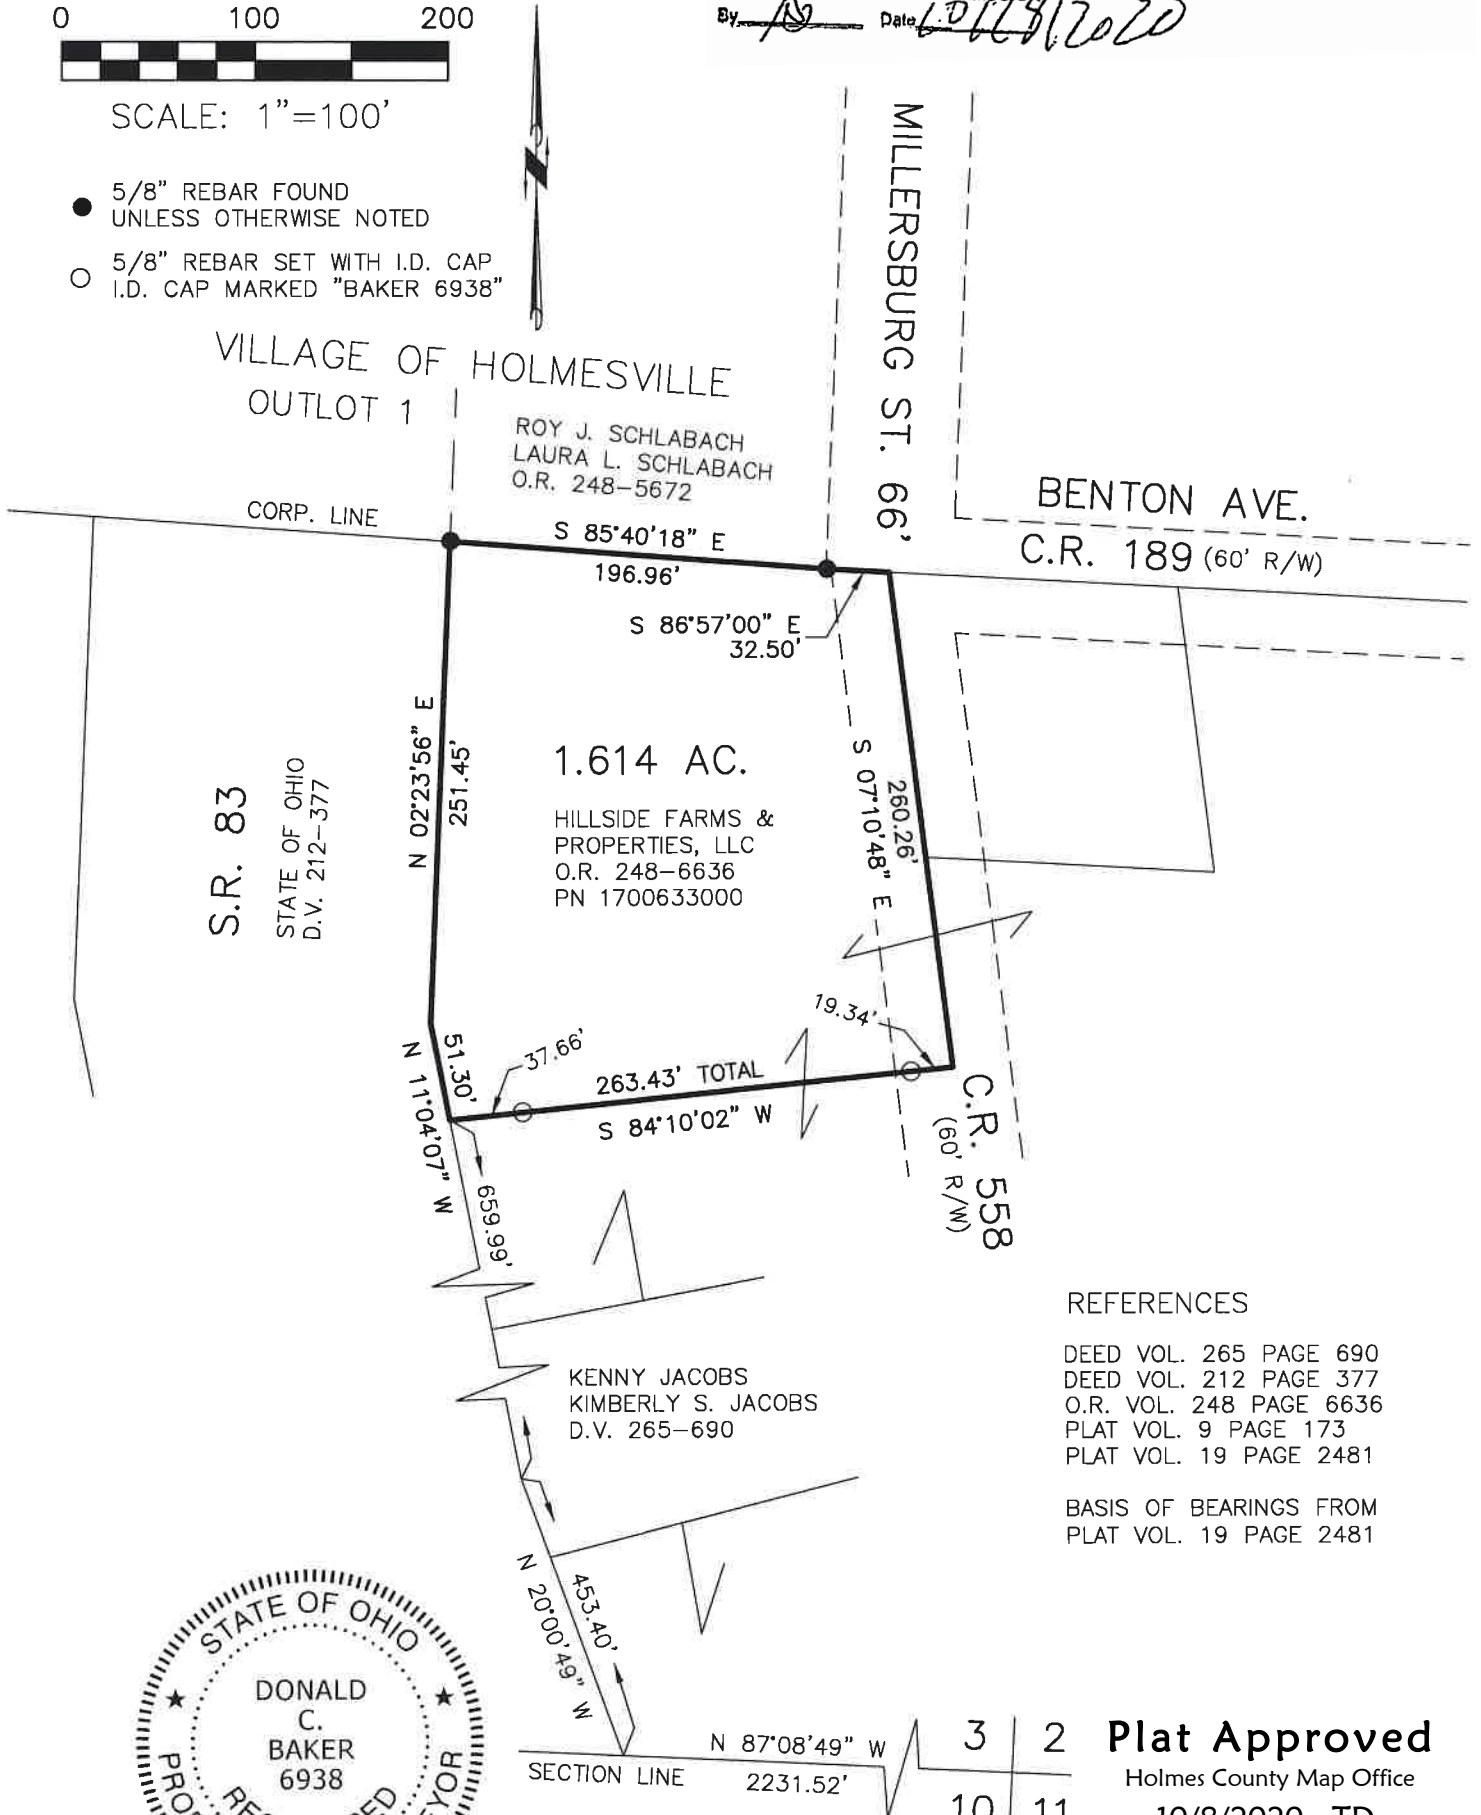 0 100 200
SCALE: 1"=100'
5/8" REBAR FOUND
UNLESS OTHERWISE NOTED
5/8" REBAR SET WITH I.D. CAP
I.D. CAP MARKED "BAKER 6938"
By Date
VILLAGE OF HOLMESVILLE
OUTLOT 1
ROY J. SCHLABACH
LAURA L. SCHLABACH
O.R. 248-5672
MILLERSBURG ST. 66'
BENTON AVE.
C.R. 189 (60' R/W)
CORP. LINE
S 85°40'18" E
196.96'
S 86°57'00" E
32.50'
N 02°23'56" E
251.45'
S.R. 83
STATE OF OHIO
D.V. 212-377
1.614 AC.
HILLSIDE FARMS &
PROPERTIES, LLC
O.R. 248-6636
PN 1700633000
S 07°10'48" E
260.26'
19.34'
37.66'
263.43' TOTAL
S 84°10'02" W
51.30'
N 11°04'07" W
659.99'
C.R. 558
(60' R/W)
KENNY JACOBS
KIMBERLY S. JACOBS
D.V. 265-690
REFERENCES
DEED VOL. 265 PAGE 690
DEED VOL. 212 PAGE 377
O.R. VOL. 248 PAGE 6636
PLAT VOL. 9 PAGE 173
PLAT VOL. 19 PAGE 2481
BASIS OF BEARINGS FROM
PLAT VOL. 19 PAGE 2481
453.40'
N 20°00'49" W
STATE OF OHIO
DONALD
C.
BAKER
6938
N 87°08'49" W
SECTION LINE 2231.52'
3 2
10 11
Plat Approved
Holmes County Map Office
10/8/2020 TD